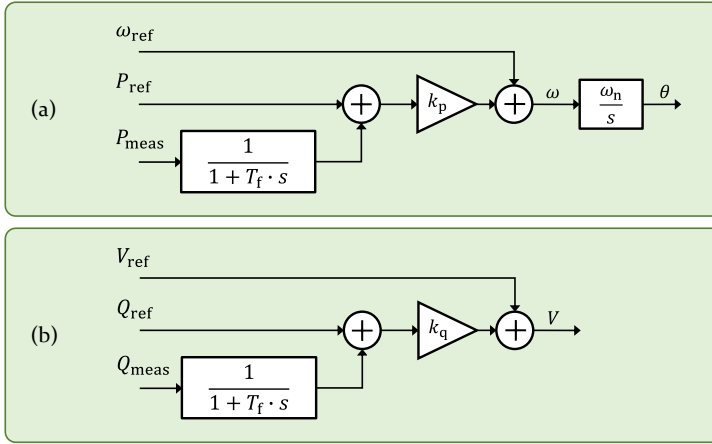 (a)
ω_ref
P_ref
P_meas
1
1 + T_f · s
+
k_p
+
ω
ω_n
s
θ
(b)
V_ref
Q_ref
Q_meas
1
1 + T_f · s
+
k_q
+
V